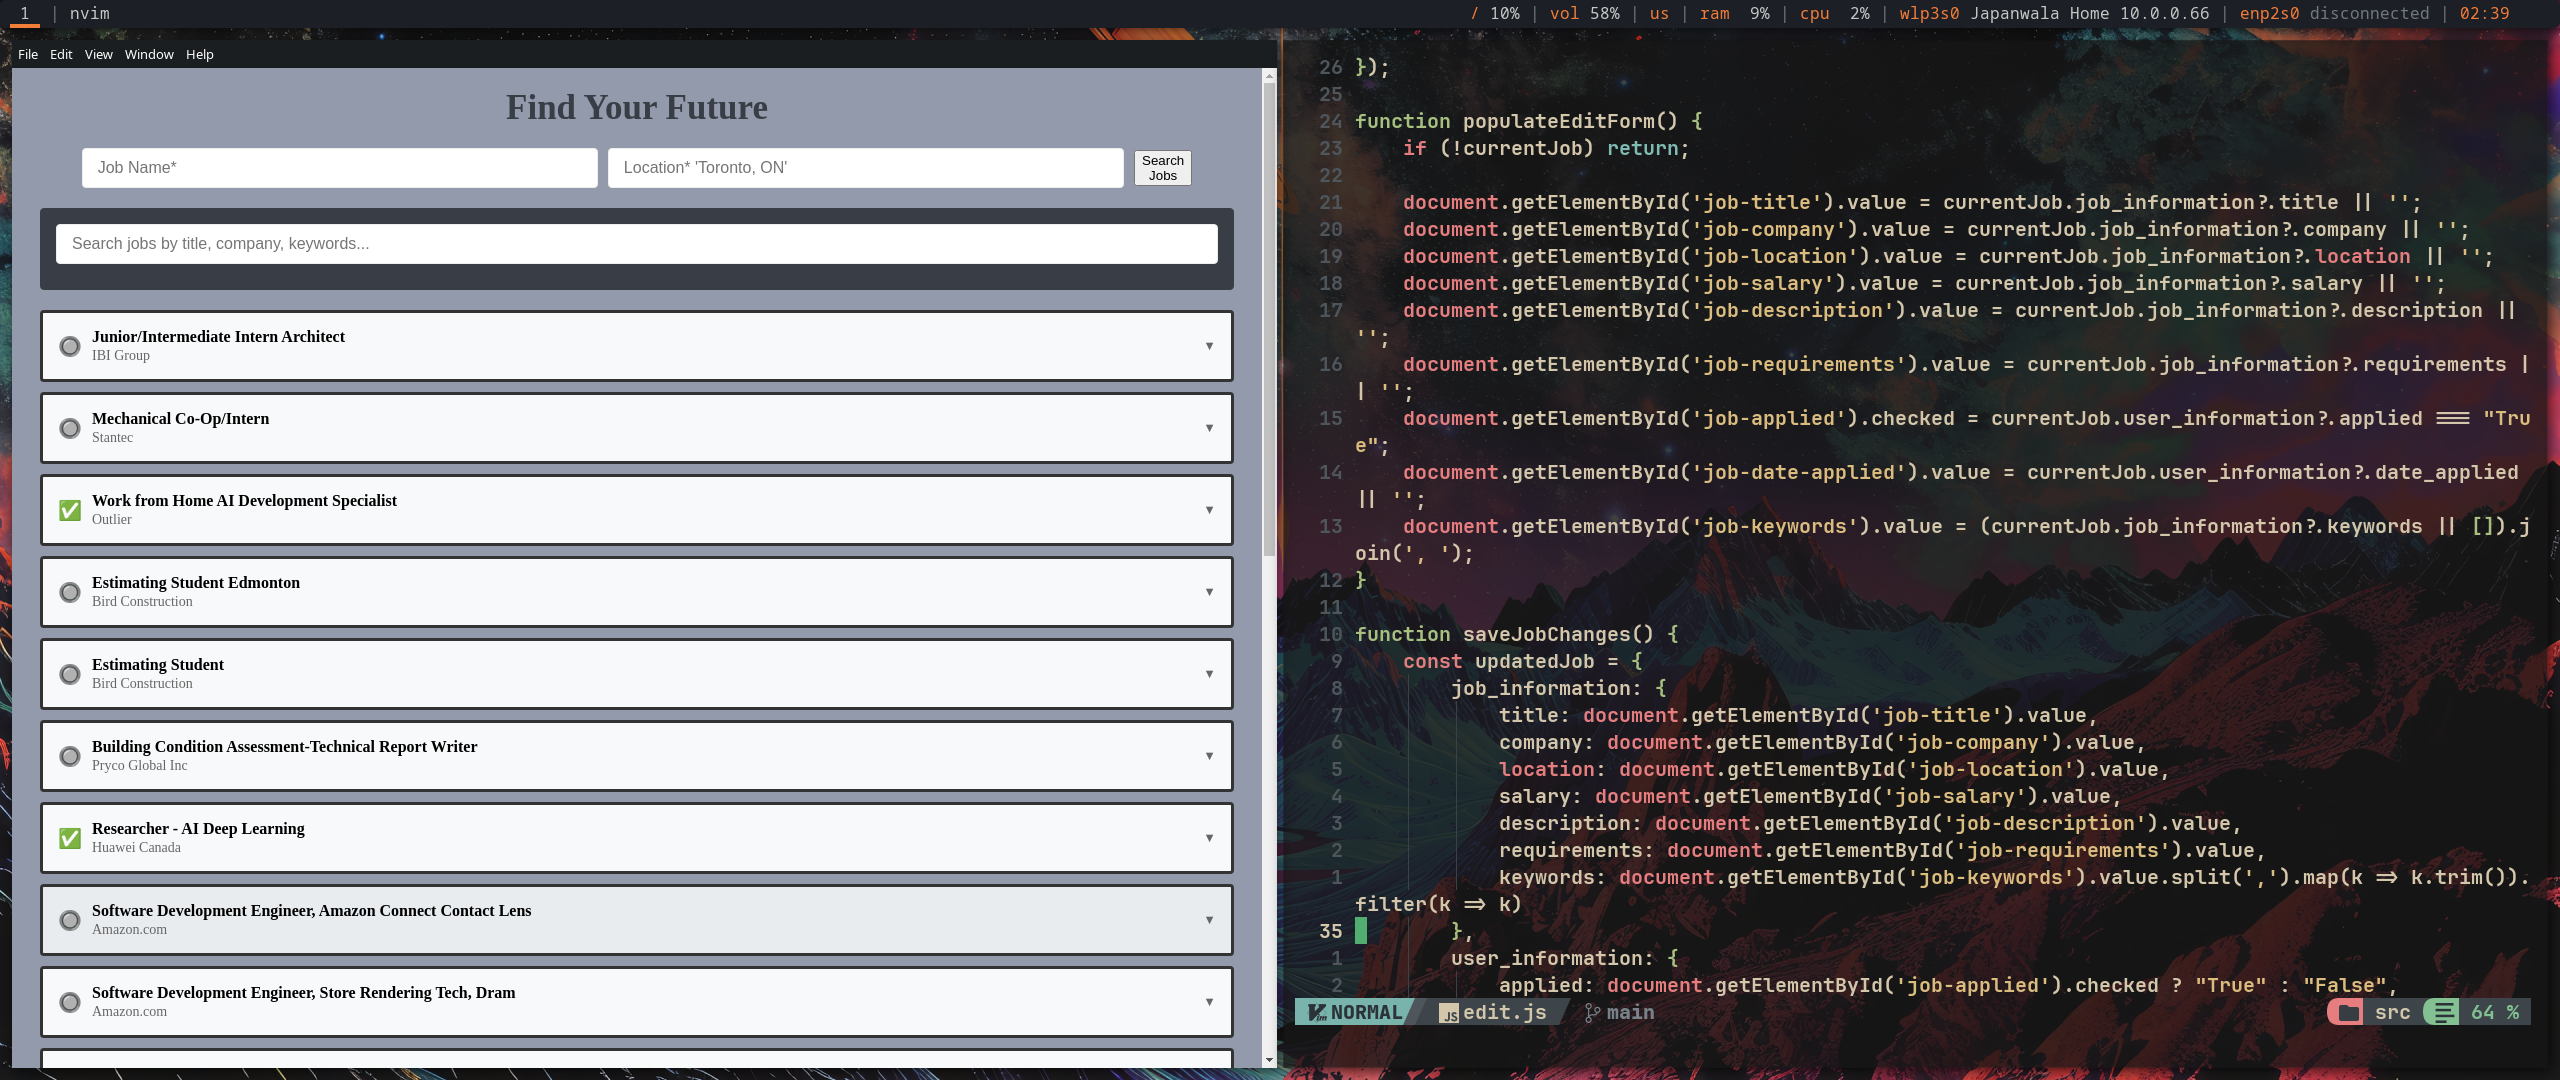 1 | nvim
/ 10% | vol 58% | us | ram 9% | cpu 2% | wlp3s0 Japanwala Home 10.0.0.66 | enp2s0 disconnected | 02:39
File Edit View Window Help
Find Your Future
Job Name*
Location* 'Toronto, ON'
Search
Jobs
Search jobs by title, company, keywords...
Junior/Intermediate Intern Architect
IBI Group
Mechanical Co-Op/Intern
Stantec
Work from Home AI Development Specialist
Outlier
Estimating Student Edmonton
Bird Construction
Estimating Student
Bird Construction
Building Condition Assessment-Technical Report Writer
Pryco Global Inc
Researcher - AI Deep Learning
Huawei Canada
Software Development Engineer, Amazon Connect Contact Lens
Amazon.com
Software Development Engineer, Store Rendering Tech, Dram
Amazon.com
26 });
25
24 function populateEditForm() {
23     if (!currentJob) return;
22
21     document.getElementById('job-title').value = currentJob.job_information?.title || '';
20     document.getElementById('job-company').value = currentJob.job_information?.company || '';
19     document.getElementById('job-location').value = currentJob.job_information?.location || '';
18     document.getElementById('job-salary').value = currentJob.job_information?.salary || '';
17     document.getElementById('job-description').value = currentJob.job_information?.description ||
'';
16     document.getElementById('job-requirements').value = currentJob.job_information?.requirements |
| '';
15     document.getElementById('job-applied').checked = currentJob.user_information?.applied === "Tru
e";
14     document.getElementById('job-date-applied').value = currentJob.user_information?.date_applied
|| '';
13     document.getElementById('job-keywords').value = (currentJob.job_information?.keywords || []).j
oin(', ');
12 }
11
10 function saveJobChanges() {
9     const updatedJob = {
8         job_information: {
7             title: document.getElementById('job-title').value,
6             company: document.getElementById('job-company').value,
5             location: document.getElementById('job-location').value,
4             salary: document.getElementById('job-salary').value,
3             description: document.getElementById('job-description').value,
2             requirements: document.getElementById('job-requirements').value,
1             keywords: document.getElementById('job-keywords').value.split(',').map(k => k.trim()).
filter(k => k)
35         },
1         user_information: {
2             applied: document.getElementById('job-applied').checked ? "True" : "False",
NORMAL JS edit.js main src 64 %